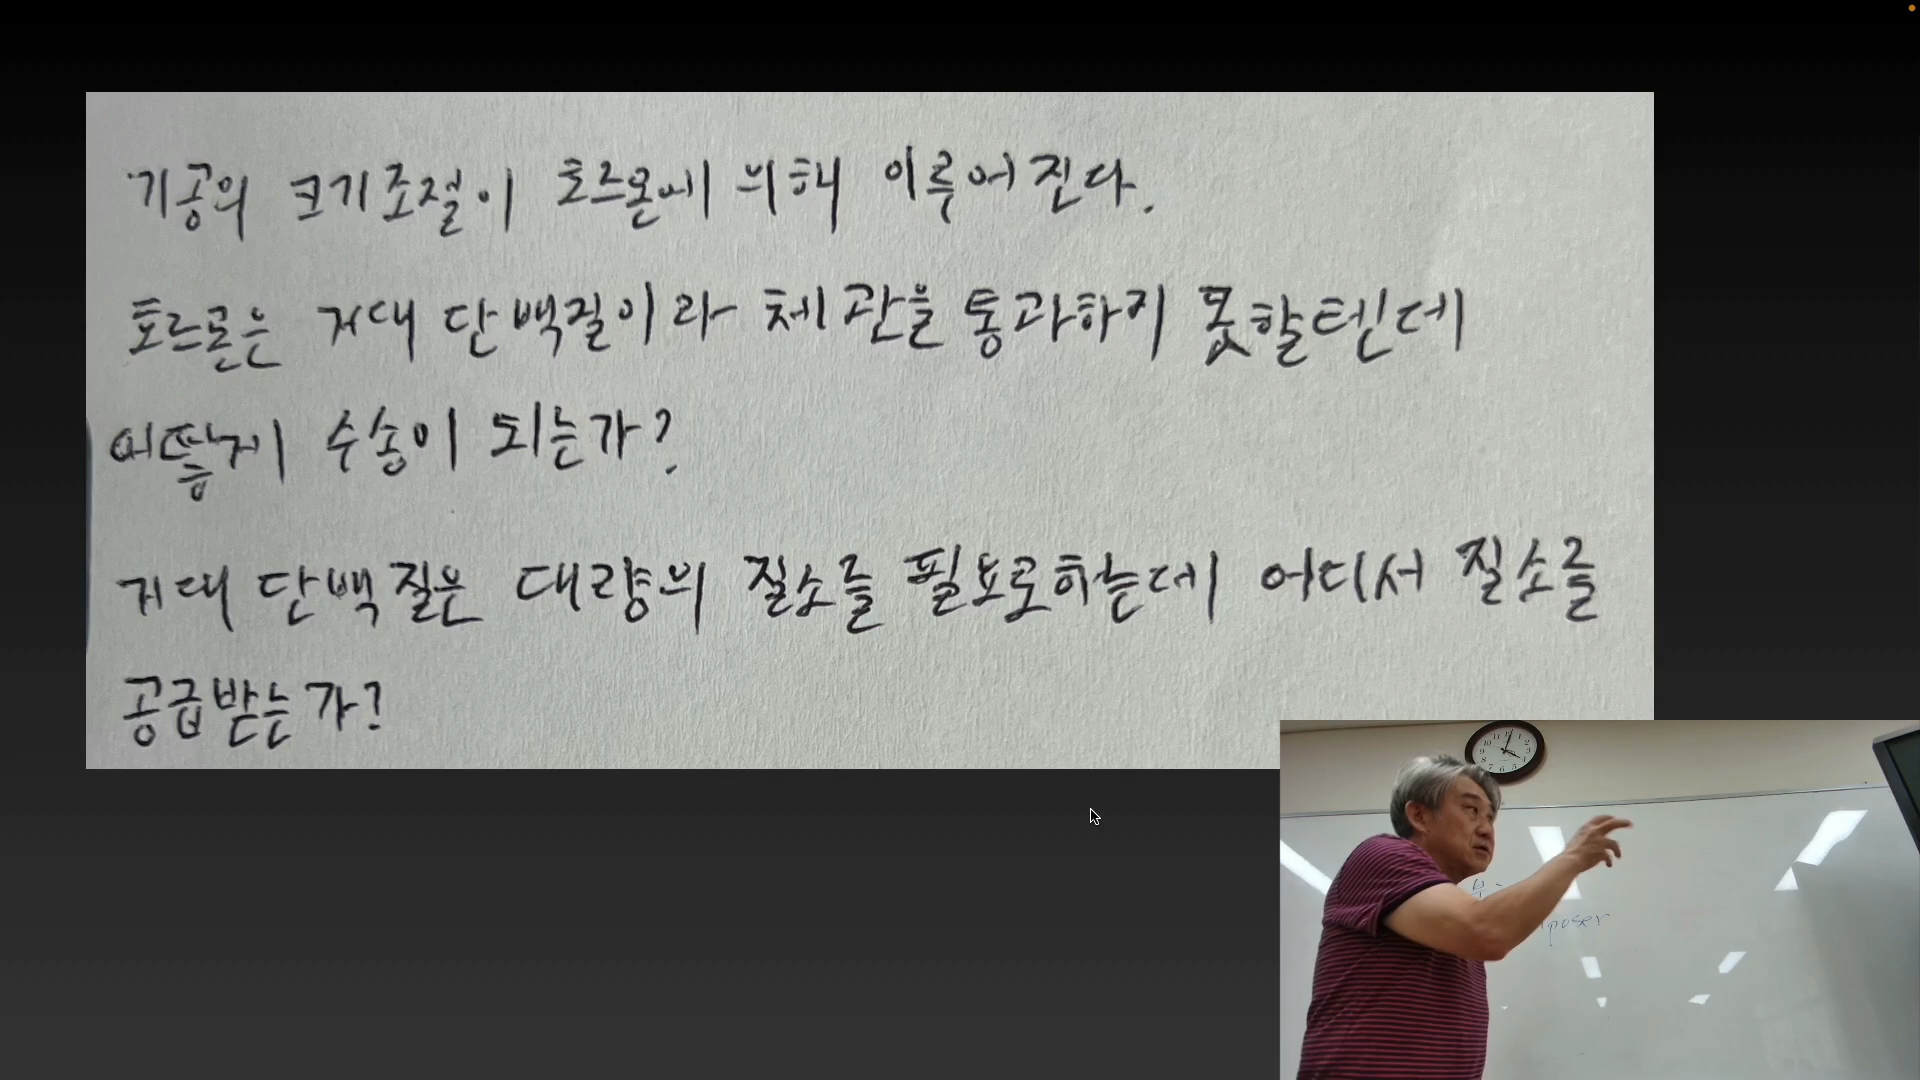 기공의 크기조절이 호르몬에 의해 이루어진다.
호르몬은 거대 단백질이라 체관을 통과하지 못할텐데
어떻게 수송이 되는가?
거대 단백질은 대량의 질소를 필요로하는데 어디서 질소를
공급받는가?